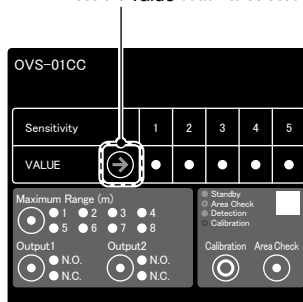 OVS-01CC
Sensitivity 1 2 3 4 5
VALUE
Maximum Range (m)
1 2 3 4
5 6 7 8
Standby
Area Check
Detection
Calibration
Output1 Output2 Calibration Area Check
N.O. N.O.
N.C. N.C.